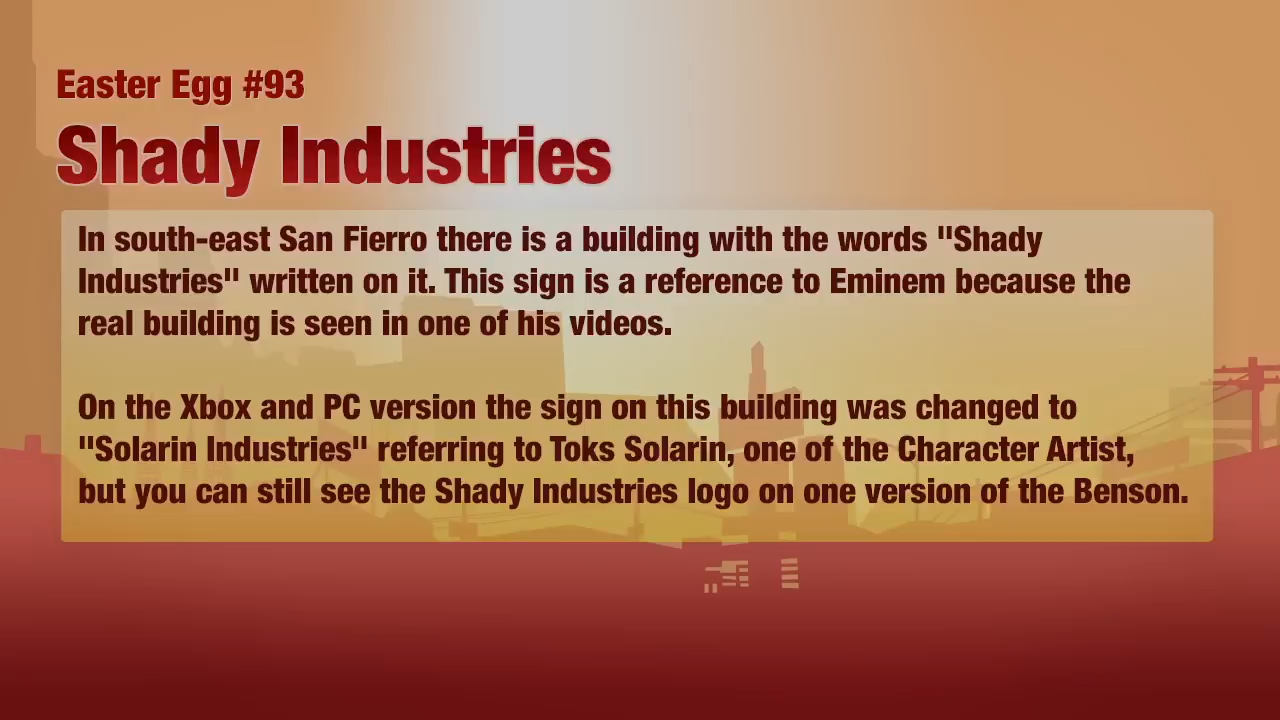 Easter Egg #93
Shady Industries
In south-east San Fierro there is a building with the words "Shady
Industries" written on it. This sign is a reference to Eminem because the
real building is seen in one of his videos.
On the Xbox and PC version the sign on this building was changed to
"Solarin Industries" referring to Toks Solarin, one of the Character Artist,
but you can still see the Shady Industries logo on one version of the Benson.